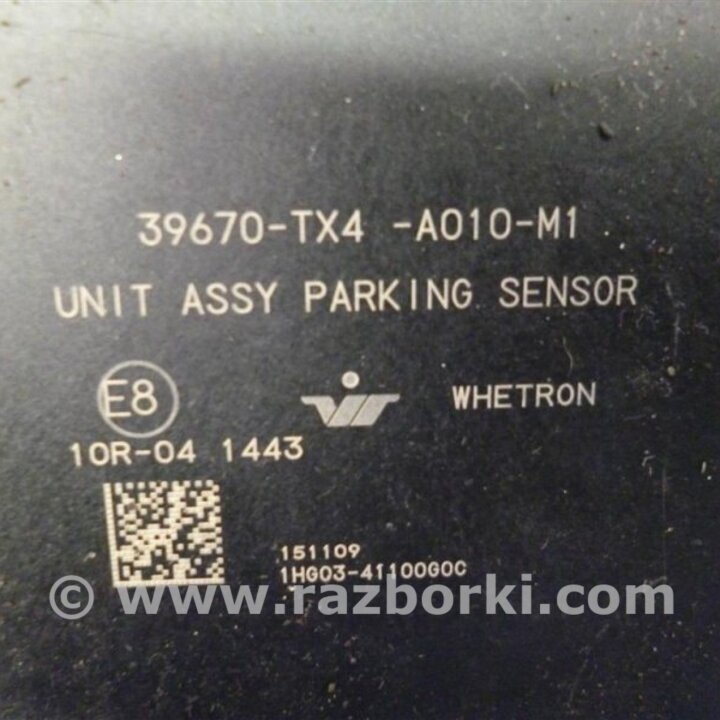 39670-TX4 -A010-M1
UNIT ASSY PARKING SENSOR
E8
WHETRON
10R-04 1443
151109
1HG03-41100G0C
© www.razborki.com